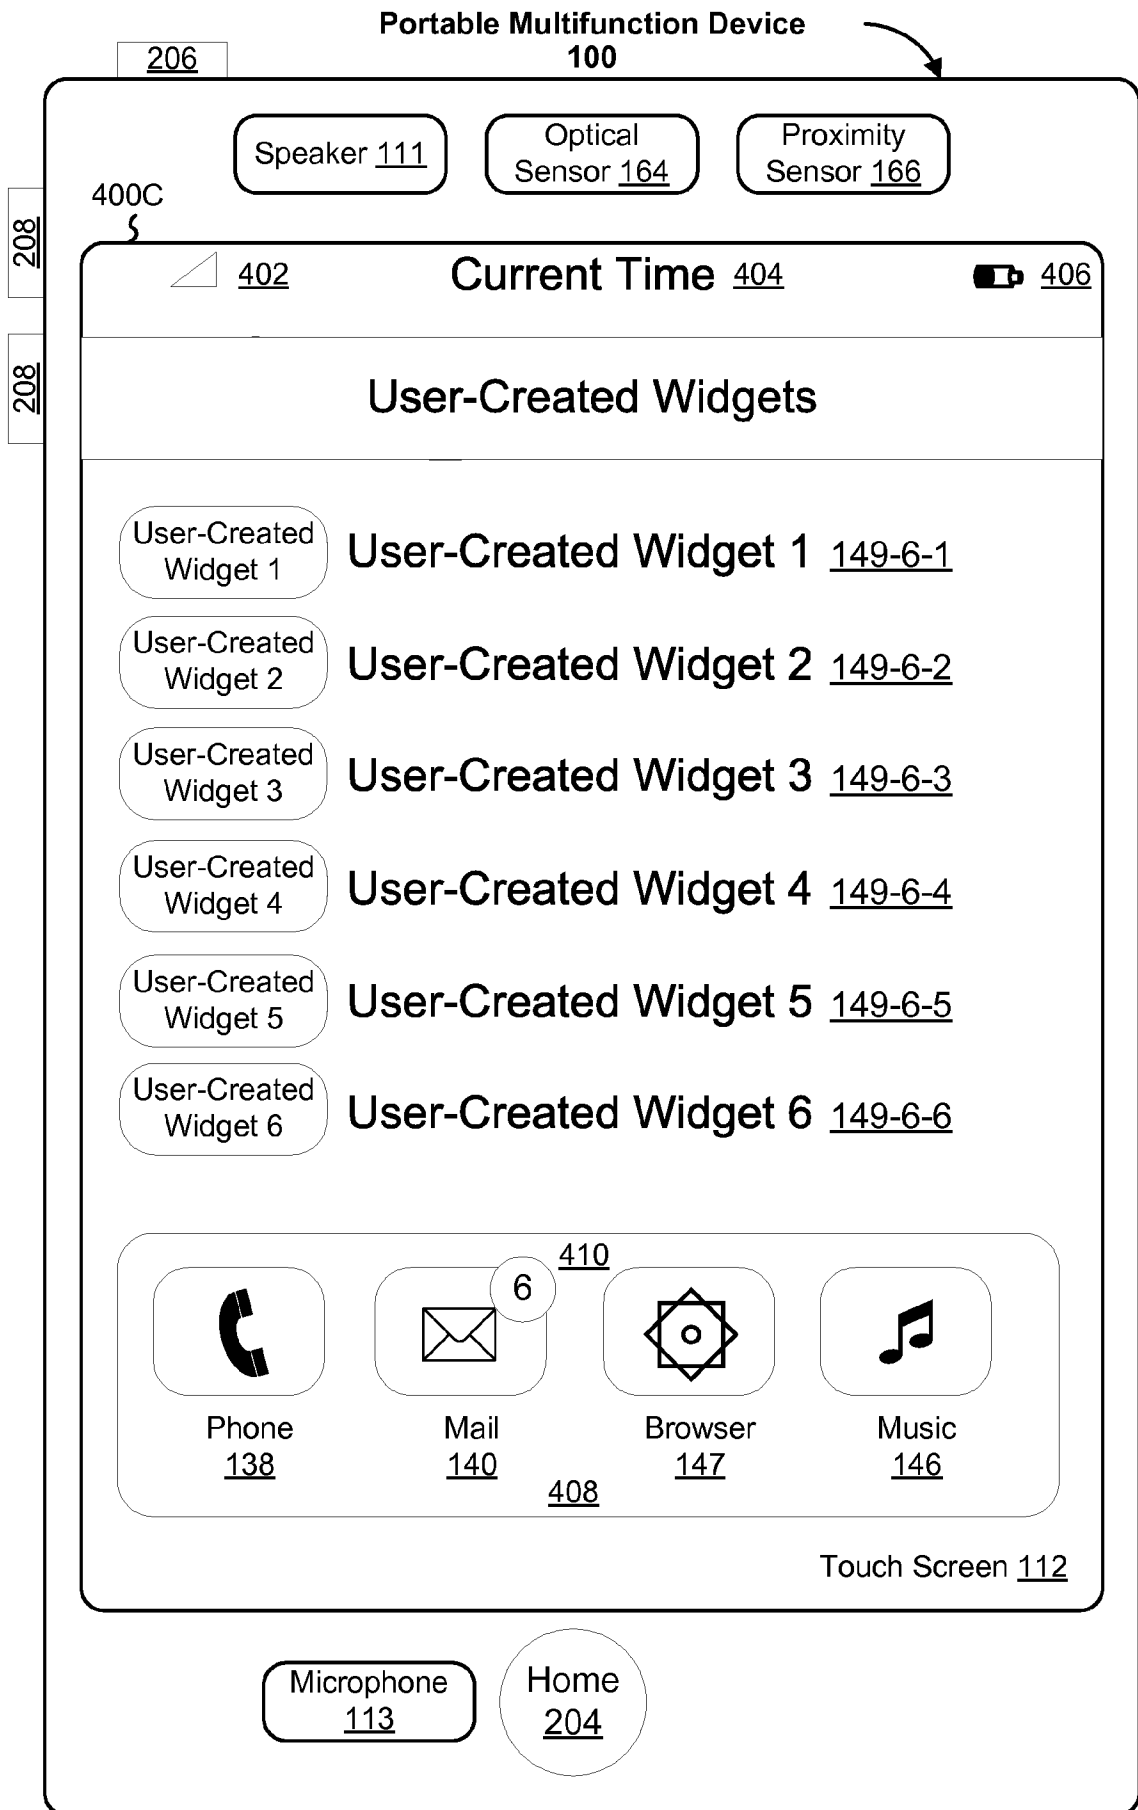 Portable Multifunction Device
100
206
Speaker 111
Optical
Sensor 164
Proximity
Sensor 166
400C
208
208
402
Current Time 404
406
User-Created Widgets
User-Created
Widget 1
User-Created Widget 1 149-6-1
User-Created
Widget 2
User-Created Widget 2 149-6-2
User-Created
Widget 3
User-Created Widget 3 149-6-3
User-Created
Widget 4
User-Created Widget 4 149-6-4
User-Created
Widget 5
User-Created Widget 5 149-6-5
User-Created
Widget 6
User-Created Widget 6 149-6-6
410
6
Phone
138
Mail
140
Browser
147
Music
146
408
Touch Screen 112
Microphone
113
Home
204